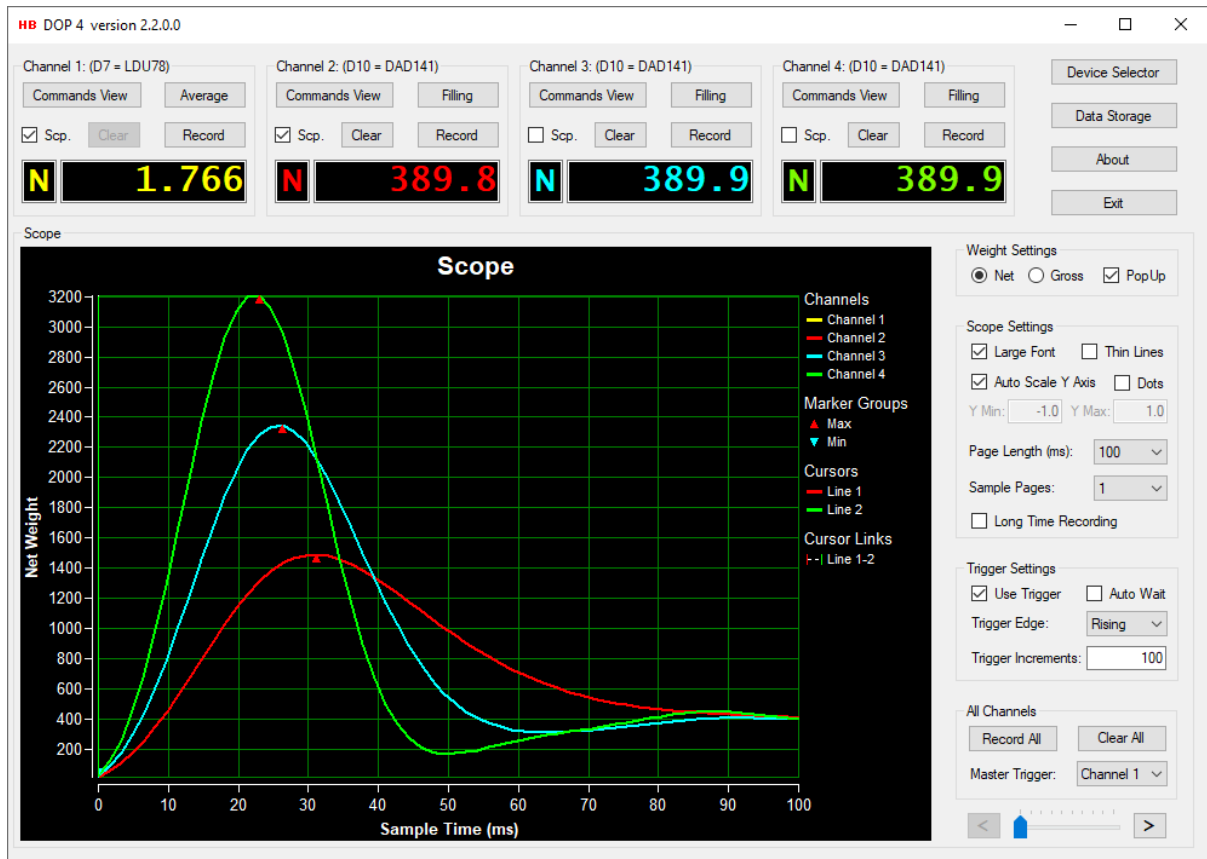 HB DOP 4 version 2.2.0.0
Channel 1: (D7 = LDU78)
Commands View Average
Scp. Clear Record
N 1.766
Channel 2: (D10 = DAD141)
Commands View Filling
Scp. Clear Record
N 389.8
Channel 3: (D10 = DAD141)
Commands View Filling
Scp. Clear Record
N 389.9
Channel 4: (D10 = DAD141)
Commands View Filling
Scp. Clear Record
N 389.9
Device Selector
Data Storage
About
Exit
Scope
Scope
Net Weight
3200
3000
2800
2600
2400
2200
2000
1800
1600
1400
1200
1000
800
600
400
200
0 10 20 30 40 50 60 70 80 90 100
Sample Time (ms)
Channels
Channel 1
Channel 2
Channel 3
Channel 4
Marker Groups
Max
Min
Cursors
Line 1
Line 2
Cursor Links
Line 1-2
Weight Settings
Net Gross PopUp
Scope Settings
Large Font Thin Lines
Auto Scale Y Axis Dots
Y Min: -1.0 Y Max: 1.0
Page Length (ms): 100
Sample Pages: 1
Long Time Recording
Trigger Settings
Use Trigger Auto Wait
Trigger Edge: Rising
Trigger Increments: 100
All Channels
Record All Clear All
Master Trigger: Channel 1
< >